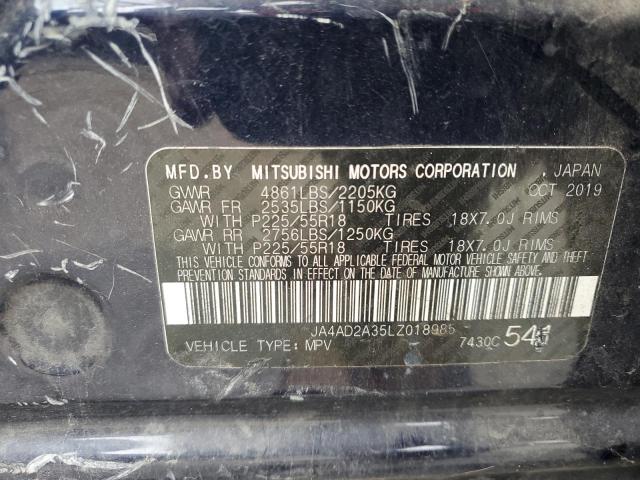 MFD.BY MITSUBISHI MOTORS CORPORATION , JAPAN
GVWR 4861LBS/2205KG OCT 2019
GAWR FR 2535LBS/1150KG
WITH P225/55R18 TIRES 18X7.0J RIMS
GAWR RR 2756LBS/1250KG
WITH P225/55R18 TIRES 18X7.0J RIMS
THIS VEHICLE CONFORMS TO ALL APPLICABLE FEDERAL MOTOR VEHICLE SAFETY AND THEFT
PREVENTION STANDARDS IN EFFECT ON THE DATE OF MANUFACTURE SHOWN ABOVE.
JA4AD2A35LZ018985
VEHICLE TYPE: MPV 7430C 541